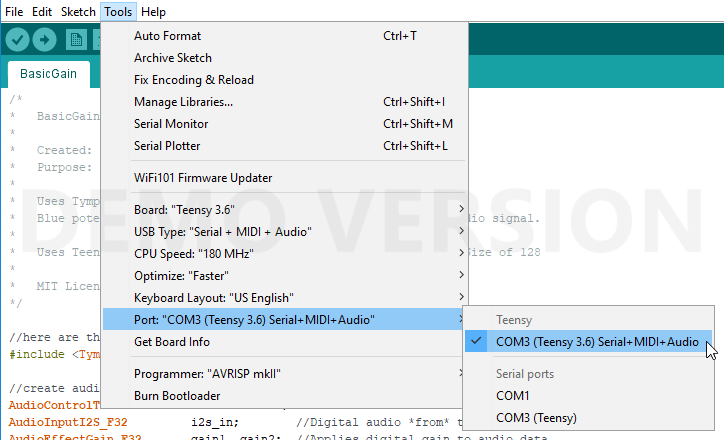 File Edit Sketch Tools Help
BasicGain
Auto Format Ctrl+T
Archive Sketch
Fix Encoding & Reload
Manage Libraries... Ctrl+Shift+I
Serial Monitor Ctrl+Shift+M
Serial Plotter Ctrl+Shift+L
WiFi101 Firmware Updater
Board: "Teensy 3.6"
USB Type: "Serial + MIDI + Audio"
CPU Speed: "180 MHz"
Optimize: "Faster"
Keyboard Layout: "US English"
Port: "COM3 (Teensy 3.6) Serial+MIDI+Audio"
Get Board Info
Programmer: "AVRISP mkII"
Burn Bootloader
Teensy
COM3 (Teensy 3.6) Serial+MIDI+Audio
Serial ports
COM1
COM3 (Teensy)
/*
* BasicGain
*
* Created:
* Purpose:
*
* Uses Tymp
* Blue pote dio signal.
*
* Uses Teen Size of 128
*
* MIT Licen
*/
//here are th
#include <Tym
//create audi
AudioControlT
AudioInputI2S_F32 i2s_in; //Digital audio *from* t
AudioEffectGain_F32 gain1, gain2; //Applies digital gain to audio data
DEMO VERSION